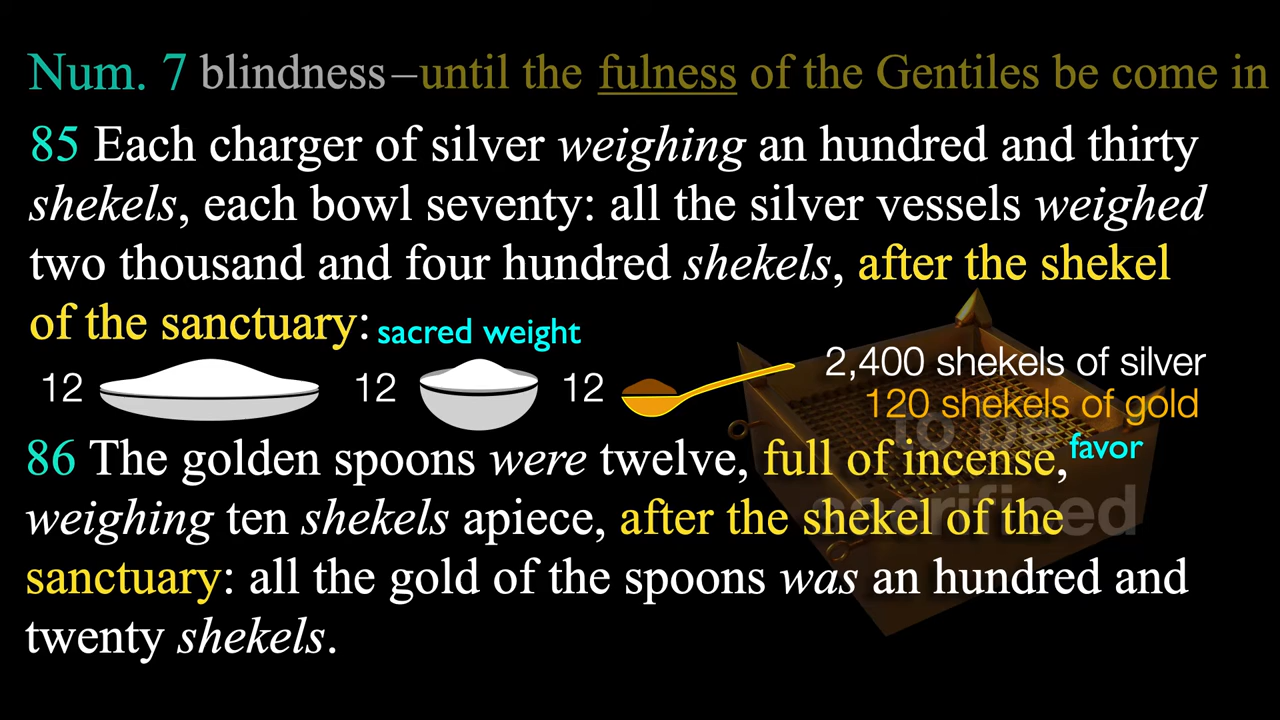 Num. 7 blindness–until the fulness of the Gentiles be come in
85 Each charger of silver weighing an hundred and thirty
shekels, each bowl seventy: all the silver vessels weighed
two thousand and four hundred shekels, after the shekel
of the sanctuary: sacred weight
12 12 12 2,400 shekels of silver
120 shekels of gold
to be
86 The golden spoons were twelve, full of incense, favor
weighing ten shekels apiece, after the shekel of the
sacrificed
sanctuary: all the gold of the spoons was an hundred and
twenty shekels.